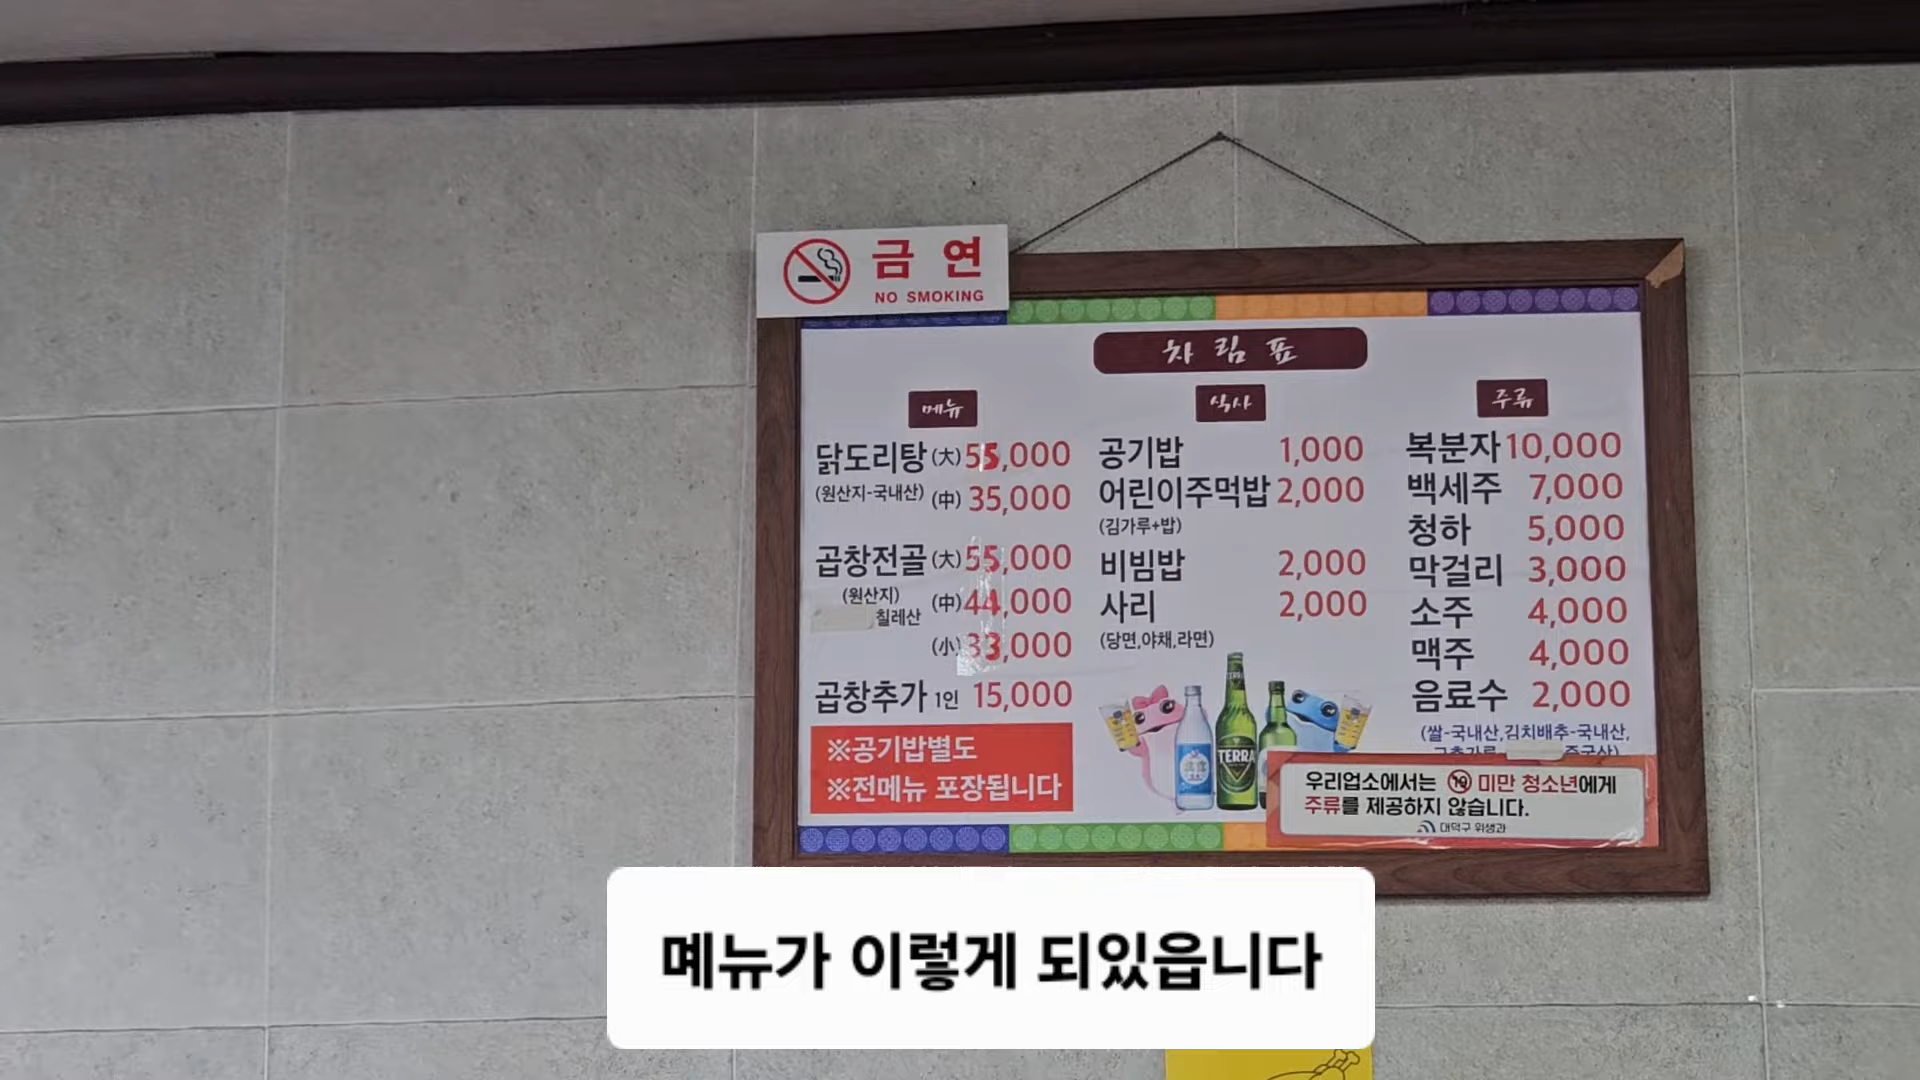 금연
NO SMOKING
차림표
메뉴
닭도리탕 (大) 55,000
(원산지-국내산) (中) 35,000
곱창전골 (大) 55,000
(원산지) (中) 44,000
칠레산
(小) 33,000
곱창추가 1인 15,000
※공기밥별도
※전메뉴 포장됩니다
식사
공기밥 1,000
어린이주먹밥 2,000
(김가루+밥)
비빔밥 2,000
사리 2,000
(당면,야채,라면)
TERRA
주류
복분자 10,000
백세주 7,000
청하 5,000
막걸리 3,000
소주 4,000
맥주 4,000
음료수 2,000
(쌀-국내산,김치배추-국내산,
고춧가루 중국산)
우리업소에서는 19 미만 청소년에게
주류를 제공하지 않습니다.
대덕구 위생과
몌뉴가 이렇게 되있읍니다